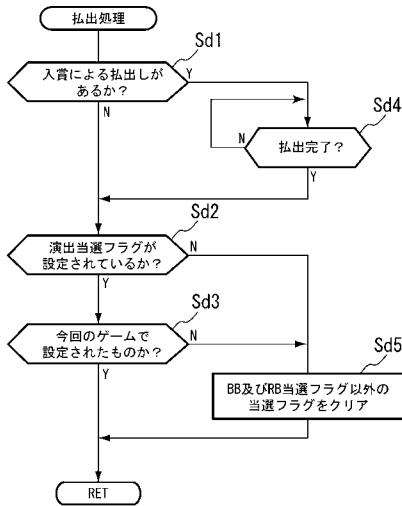 払出処理
Sd1
入賞による払出しが
あるか？
Y
N
Sd4
N
払出完了？
Y
Sd2
演出当選フラグが
設定されているか？
N
Y
Sd3
今回のゲームで
設定されたものか？
N
Y
Sd5
BB及びRB当選フラグ以外の
当選フラグをクリア
RET